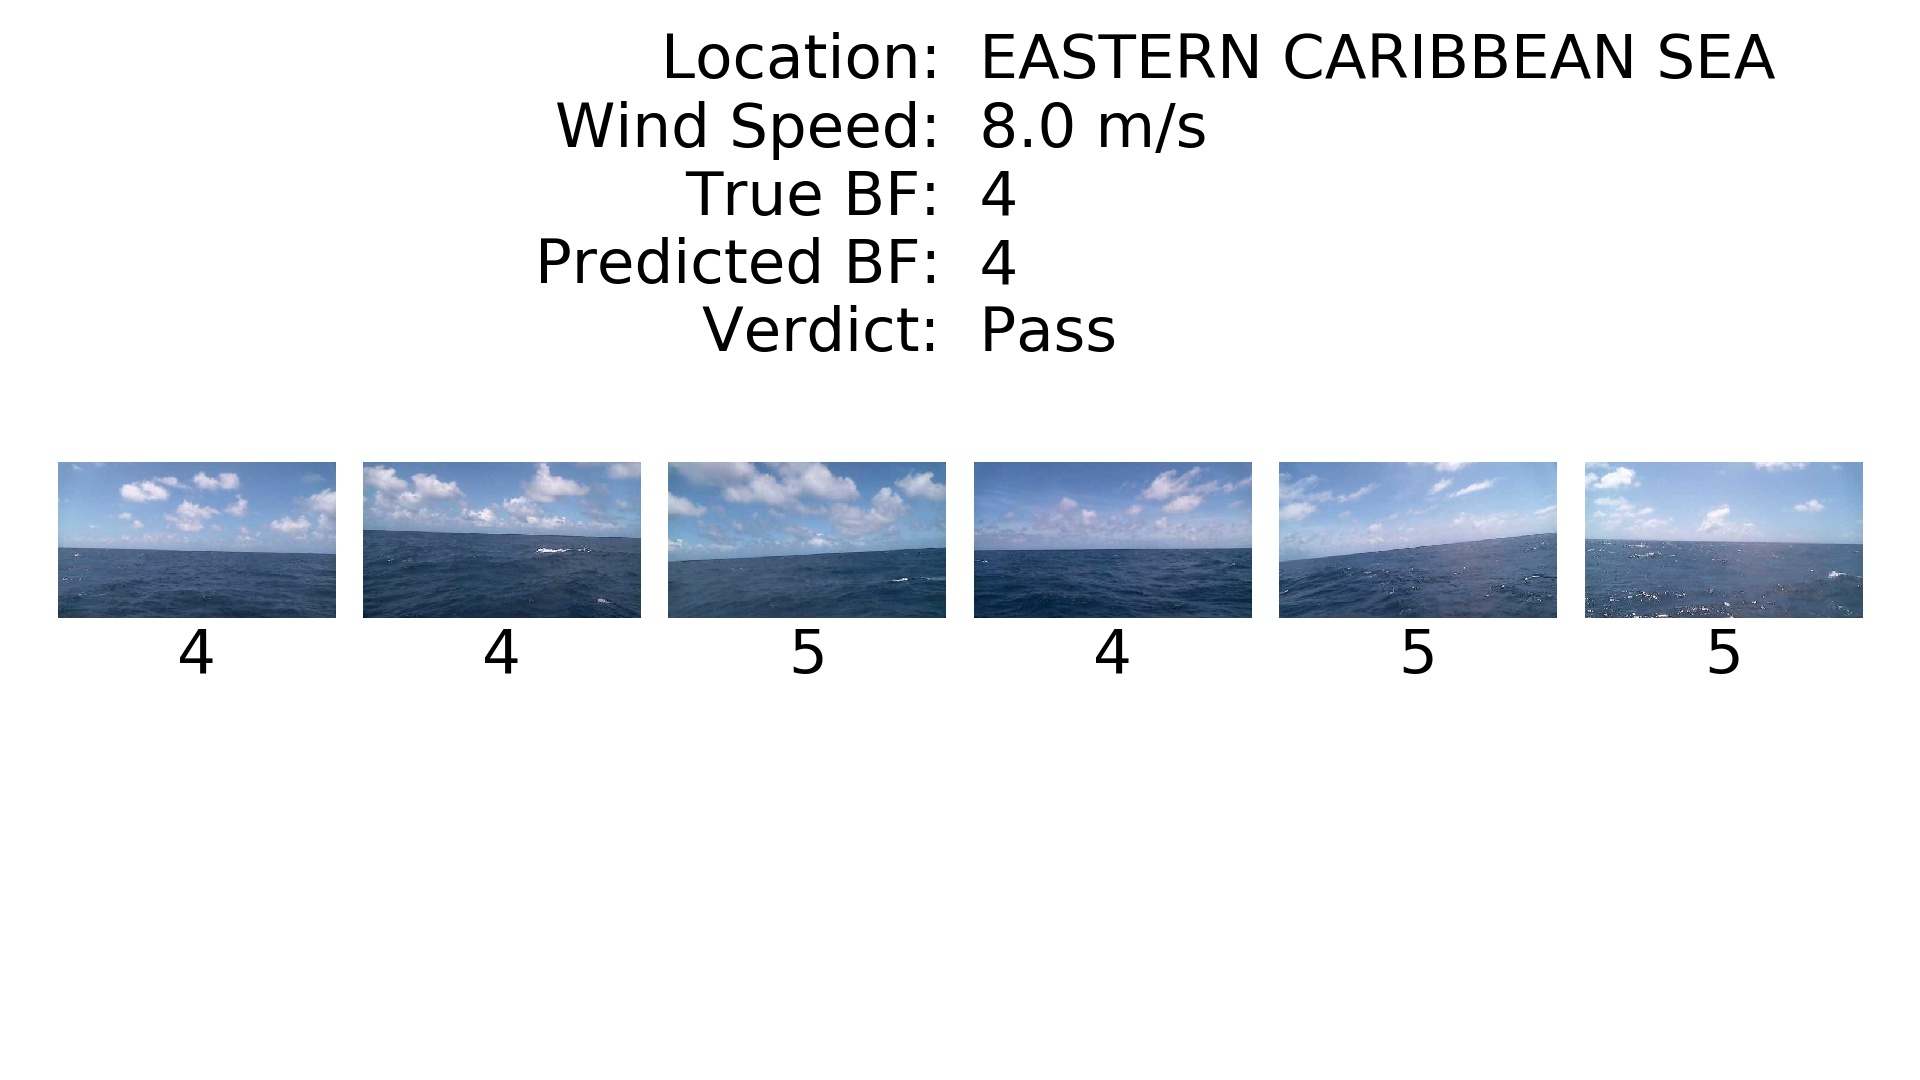 Location: EASTERN CARIBBEAN SEA
Wind Speed: 8.0 m/s
True BF: 4
Predicted BF: 4
Verdict: Pass
4 4 5 4 5 5